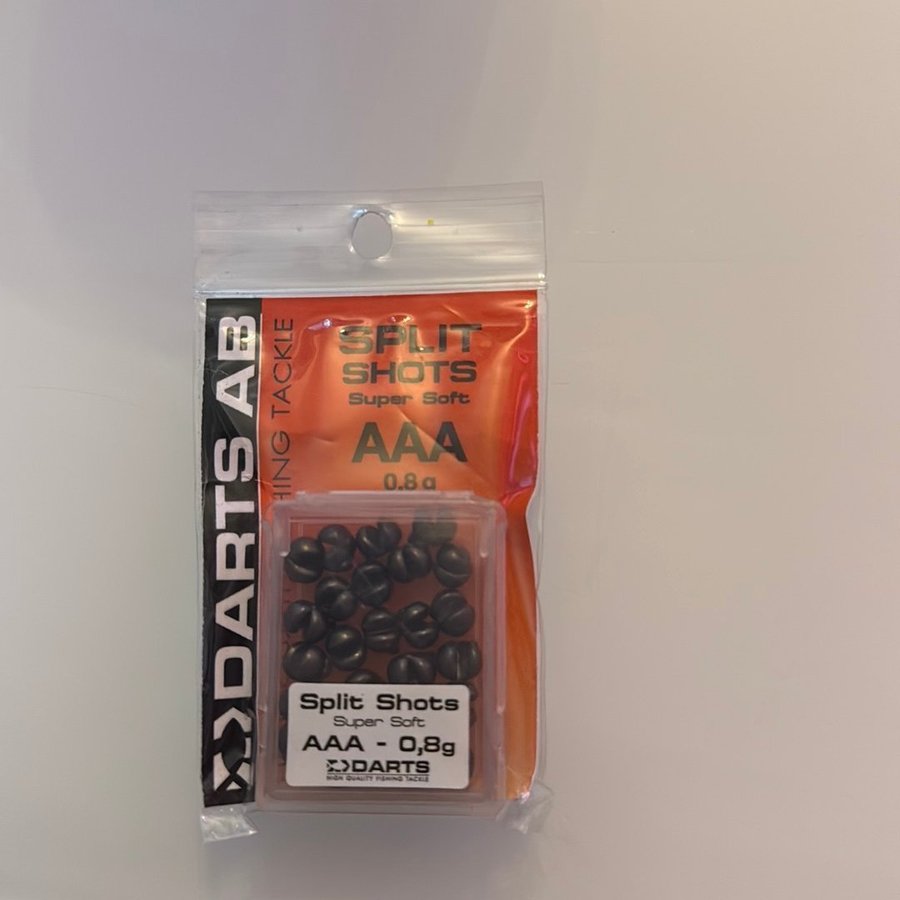 DARTS AB
HING TACKLE
SPLIT
SHOTS
Super Soft
AAA
0.8 g
Split Shots
Super Soft
AAA - 0,8g
DARTS
HIGH QUALITY FISHING TACKLE